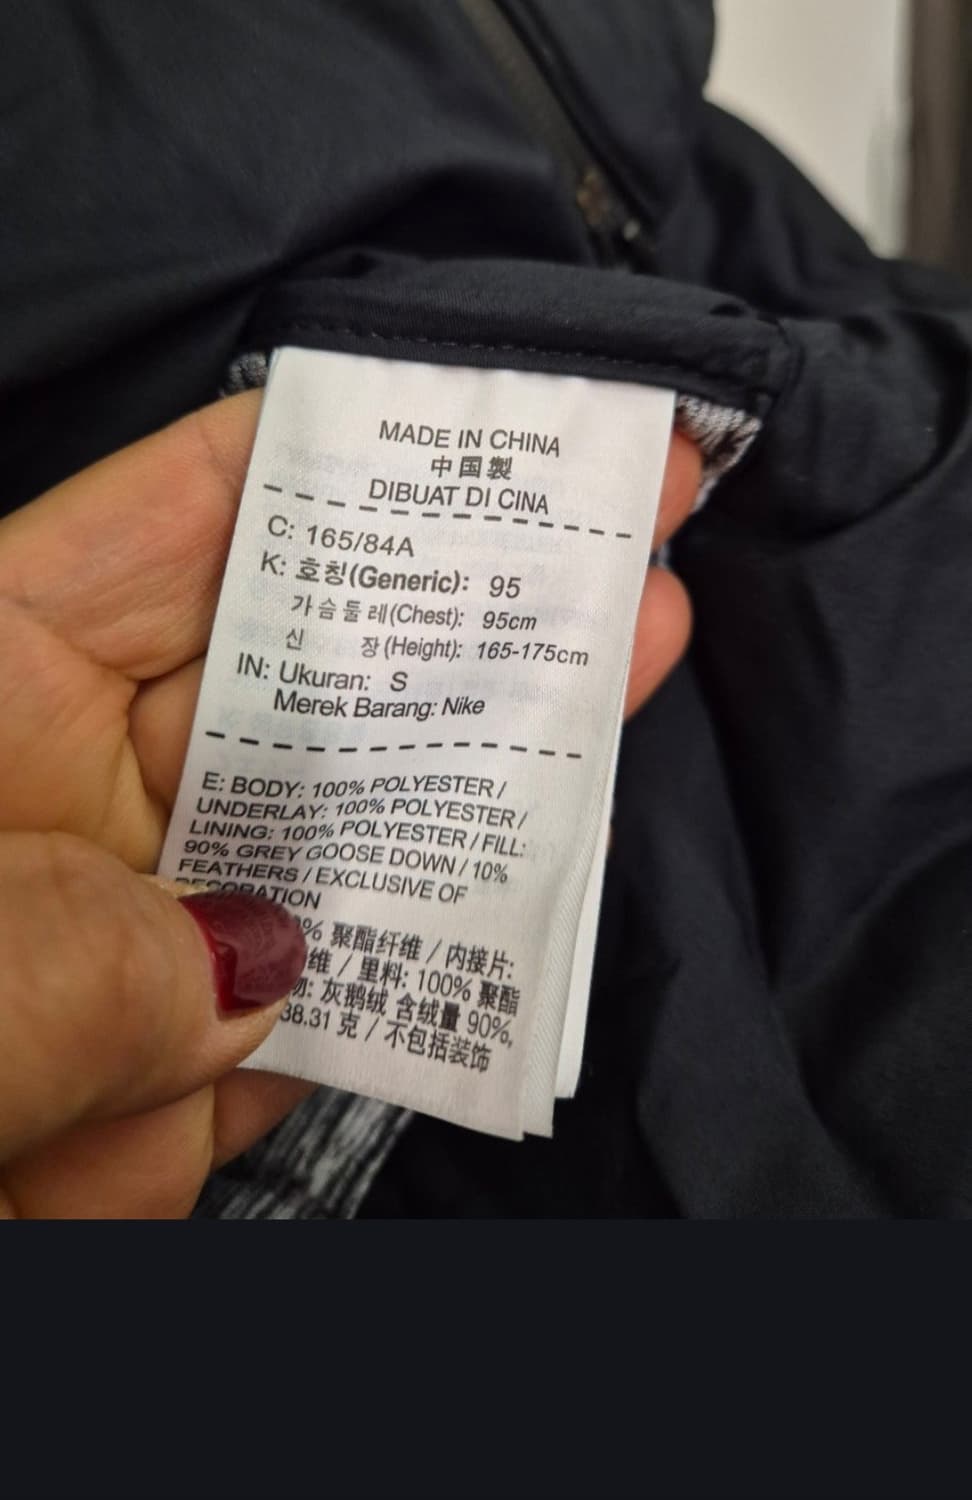 MADE IN CHINA
中国製
DIBUAT DI CINA
C: 165/84A
K: 호칭(Generic): 95
가슴둘레(Chest): 95cm
신 장(Height): 165-175cm
IN: Ukuran: S
Merek Barang: Nike
E: BODY: 100% POLYESTER /
UNDERLAY: 100% POLYESTER /
LINING: 100% POLYESTER / FILL:
90% GREY GOOSE DOWN / 10%
FEATHERS / EXCLUSIVE OF
DECORATION
% 聚酯纤维 / 内接片:
维 / 里料: 100% 聚酯
物: 灰鹅绒 含绒量 90%,
38.31 克 / 不包括装饰